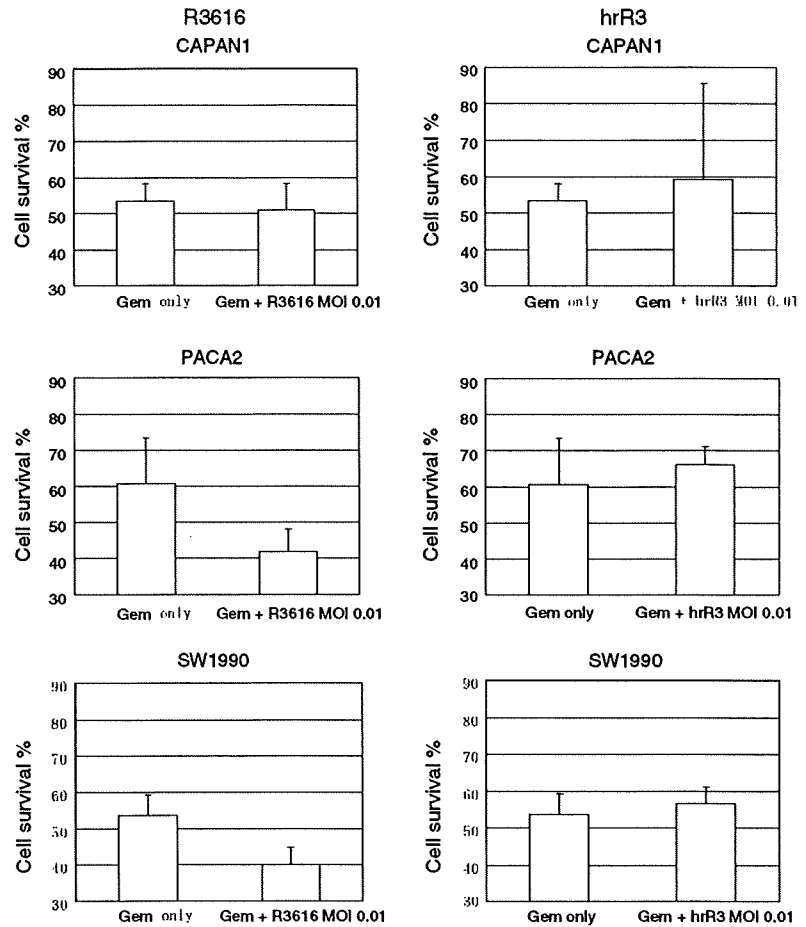 R3616
CAPAN1
Cell survival %
90
80
70
60
50
40
30
Gem only
Gem + R3616 MOI 0.01
hrR3
CAPAN1
Cell survival %
90
80
70
60
50
40
30
Gem only
Gem + hrR3 MOI 0.01
PACA2
Cell survival %
90
80
70
60
50
40
30
Gem only
Gem + R3616 MOI 0.01
PACA2
Cell survival %
90
80
70
60
50
40
30
Gem only
Gem + hrR3 MOI 0.01
SW1990
Cell survival %
90
80
70
60
50
40
30
Gem only
Gem + R3616 MOI 0.01
SW1990
Cell survival %
90
80
70
60
50
40
30
Gem only
Gem + hrR3 MOI 0.01